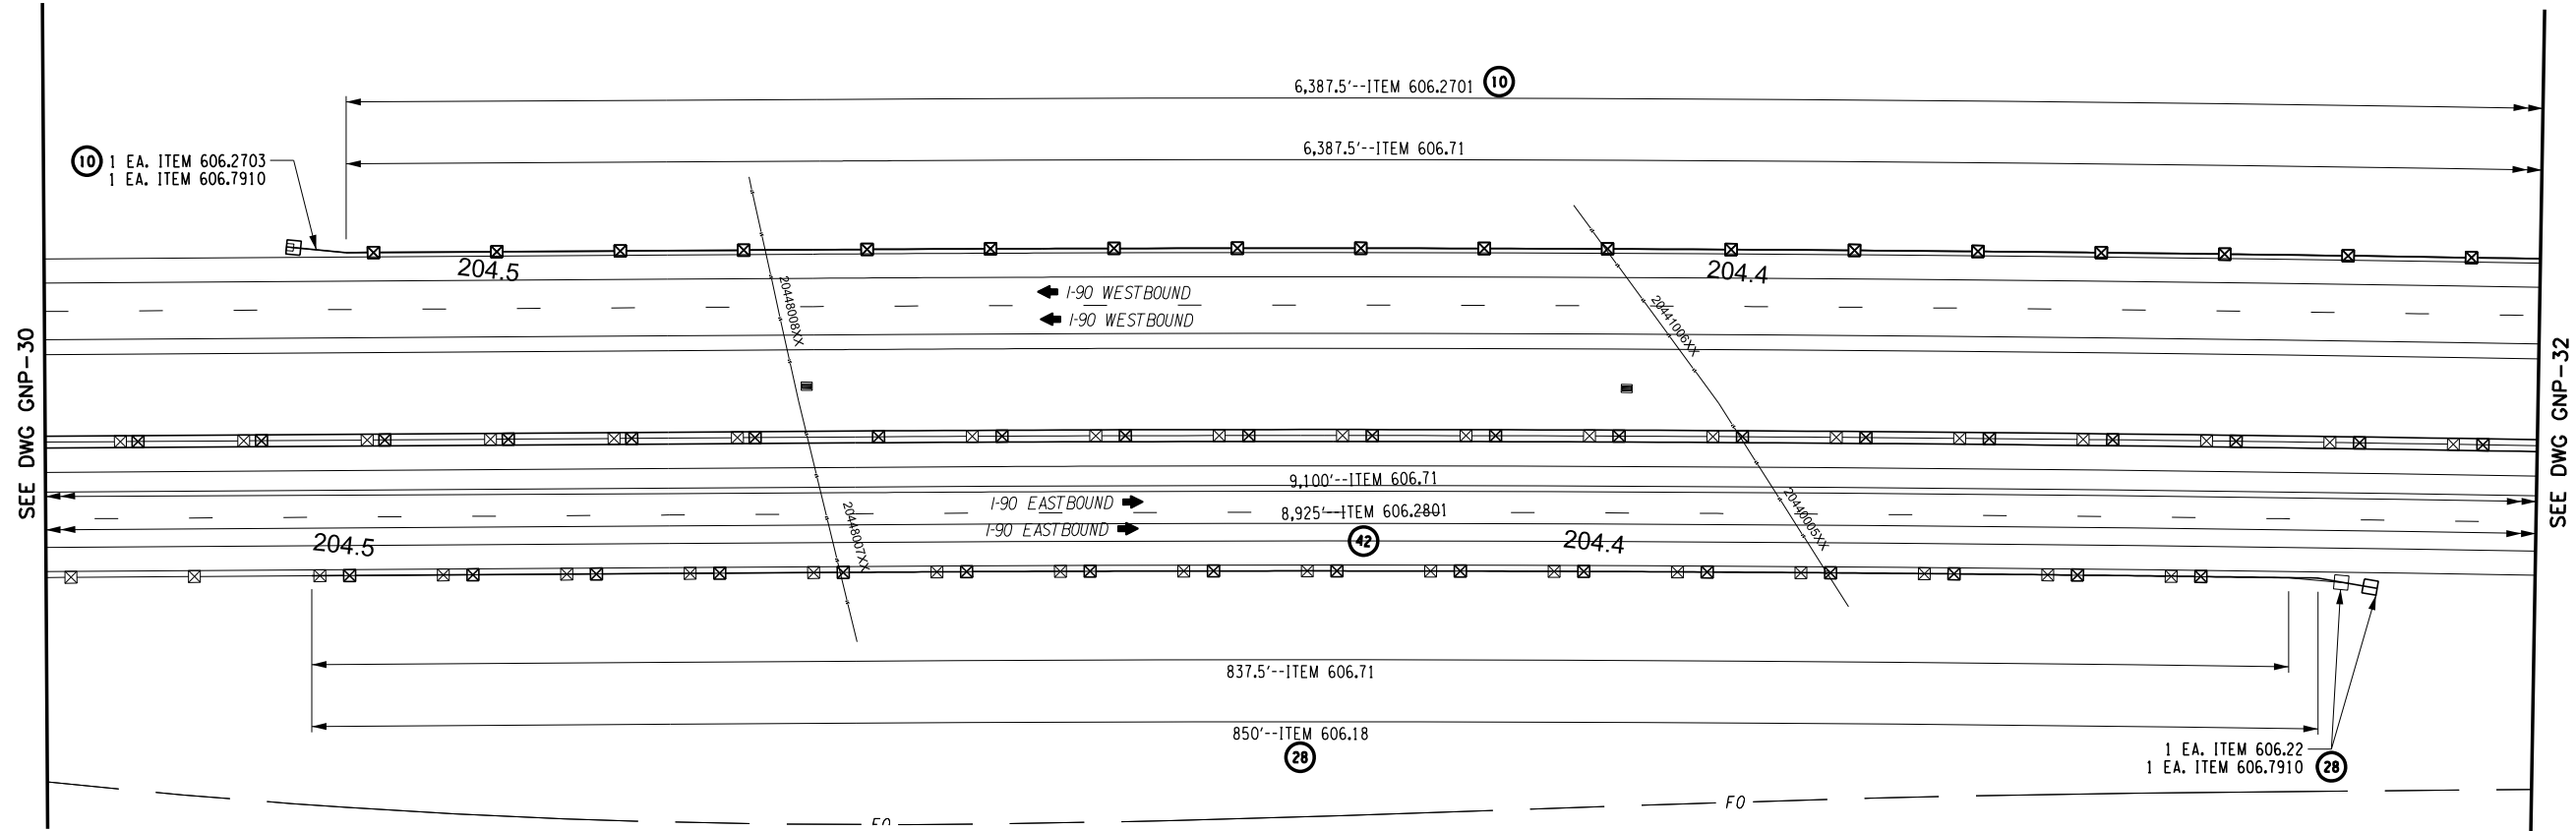 6,387.5'--ITEM 606.2701 10
6,387.5'--ITEM 606.71
10 1 EA. ITEM 606.2703
1 EA. ITEM 606.7910
204.5
204.4
20448008XX
20441006XX
I-90 WESTBOUND
I-90 WESTBOUND
SEE DWG GNP-30
SEE DWG GNP-32
9,100'--ITEM 606.71
I-90 EASTBOUND
8,925'--ITEM 606.2801
I-90 EASTBOUND
42
20448007XX
20440005XX
204.5
204.4
837.5'--ITEM 606.71
850'--ITEM 606.18
28
1 EA. ITEM 606.22
1 EA. ITEM 606.7910 28
FO
FO